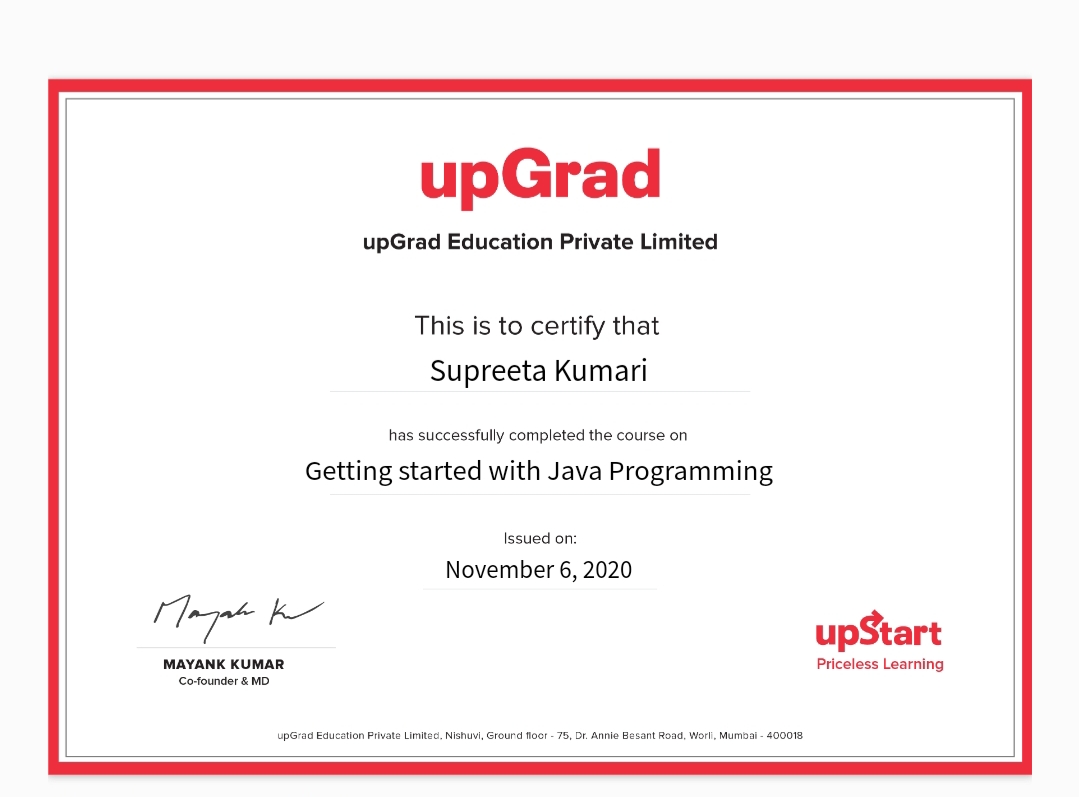 upGrad
upGrad Education Private Limited
This is to certify that
Supreeta Kumari
has successfully completed the course on
Getting started with Java Programming
Issued on:
November 6, 2020
Mayank Ku
MAYANK KUMAR
Co-founder & MD
upStart
Priceless Learning
upGrad Education Private Limited, Nishuvi, Ground floor - 75, Dr. Annie Besant Road, Worli, Mumbai - 400018